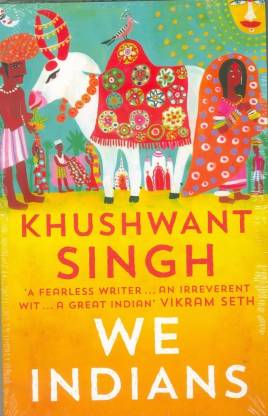 KHUSHWANT
SINGH
'A FEARLESS WRITER ... AN IRREVERENT
WIT ... A GREAT INDIAN' VIKRAM SETH
WE
INDIANS